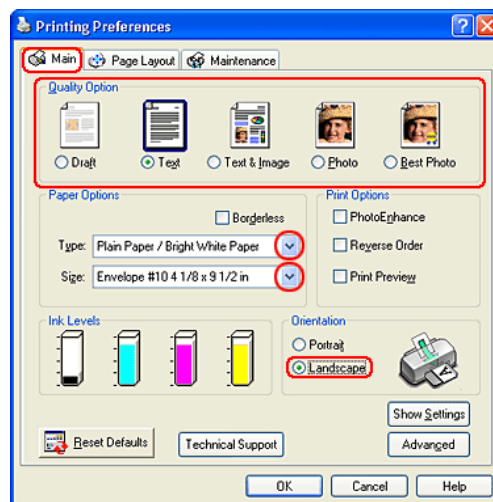 Printing Preferences
Main Page Layout Maintenance
Quality Option
Draft Text Text & Image Photo Best Photo
Paper Options Print Options
Borderless PhotoEnhance
Type: Plain Paper / Bright White Paper Reverse Order
Size: Envelope #10 4 1/8 x 9 1/2 in Print Preview
Ink Levels Orientation
Portrait
Landscape
Show Settings
Reset Defaults Technical Support Advanced
OK Cancel Help